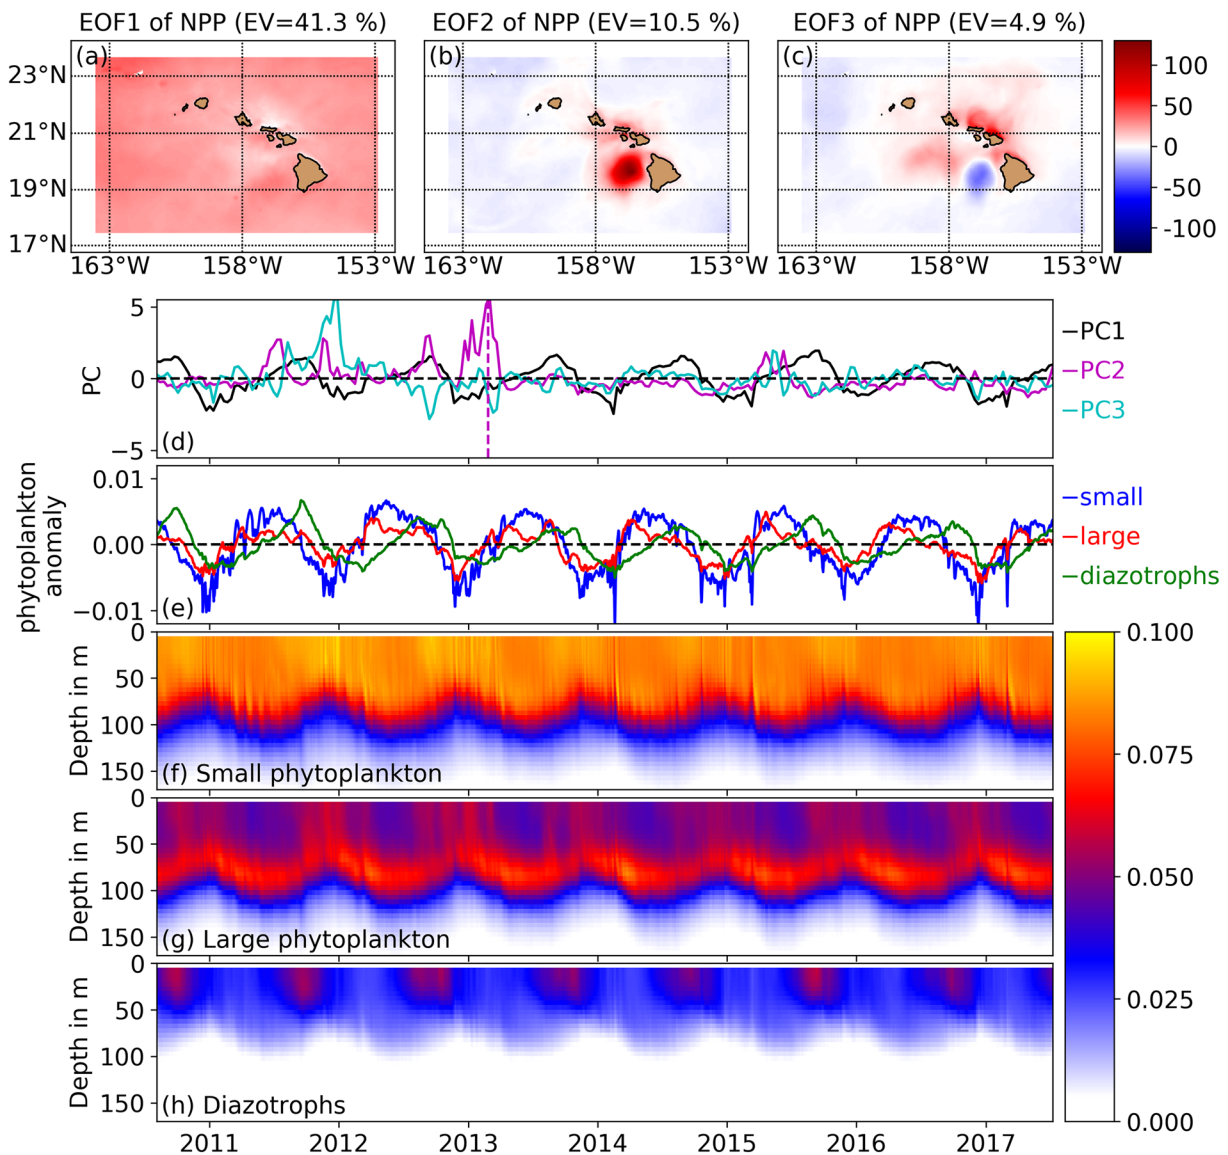 EOF1 of NPP (EV=41.3 %)
EOF2 of NPP (EV=10.5 %)
EOF3 of NPP (EV=4.9 %)
(a)
(b)
(c)
23°N
21°N
19°N
17°N
163°W
158°W
153°W
163°W
158°W
153°W
163°W
158°W
153°W
100
50
0
-50
-100
5
0
−5
PC
(d)
−PC1
−PC2
−PC3
0.01
0.00
−0.01
phytoplankton
anomaly
(e)
−small
−large
−diazotrophs
0
50
100
150
Depth in m
(f) Small phytoplankton
0
50
100
150
Depth in m
(g) Large phytoplankton
0
50
100
150
Depth in m
(h) Diazotrophs
0.100
0.075
0.050
0.025
0.000
2011
2012
2013
2014
2015
2016
2017